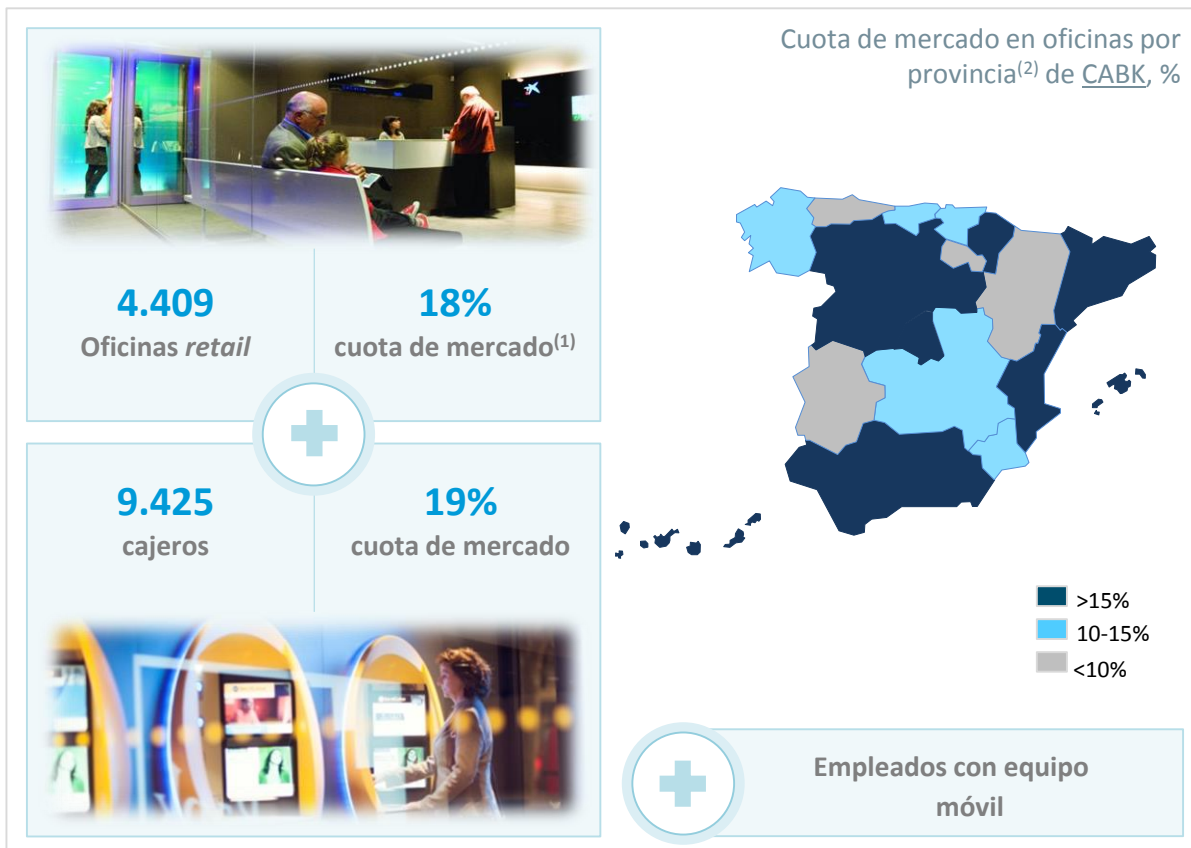 4.409
Oficinas retail
18%
cuota de mercado(1)
9.425
cajeros
19%
cuota de mercado
Cuota de mercado en oficinas por
provincia(2) de CABK, %
>15%
10-15%
<10%
Empleados con equipo
móvil